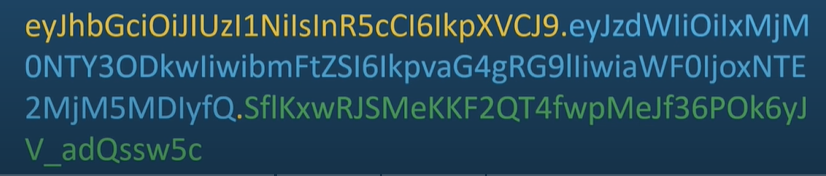 eyJhbGciOiJIUzI1NiIsInR5cCI6IkpXVCJ9.eyJzdWIiOiIxMjM
0NTY3ODkwIiwibmFtZSI6IkpvaG4gRG9lIiwiaWF0IjoxNTE
2MjM5MDIyfQ.SflKxwRJSMeKKF2QT4fwpMeJf36POk6yJ
V_adQssw5c